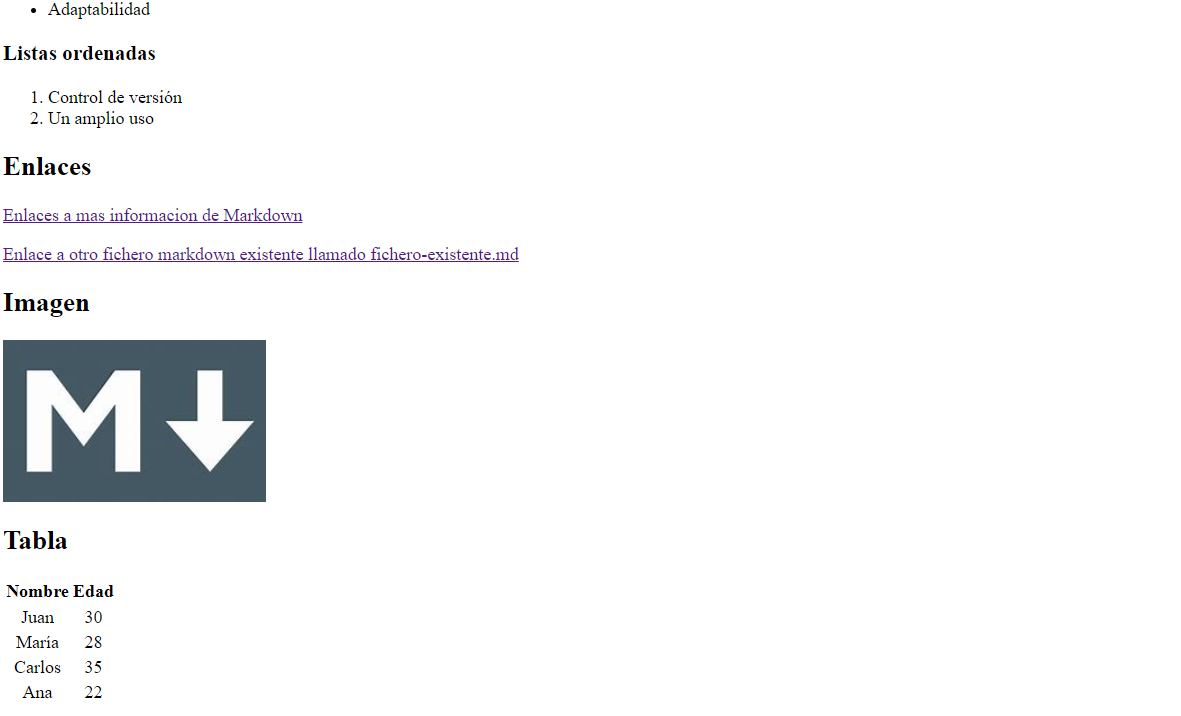 Adaptabilidad
Listas ordenadas
1. Control de versión
2. Un amplio uso
Enlaces
Enlaces a mas informacion de Markdown
Enlace a otro fichero markdown existente llamado fichero-existente.md
Imagen
M
Tabla
Nombre Edad
Juan 30
María 28
Carlos 35
Ana 22